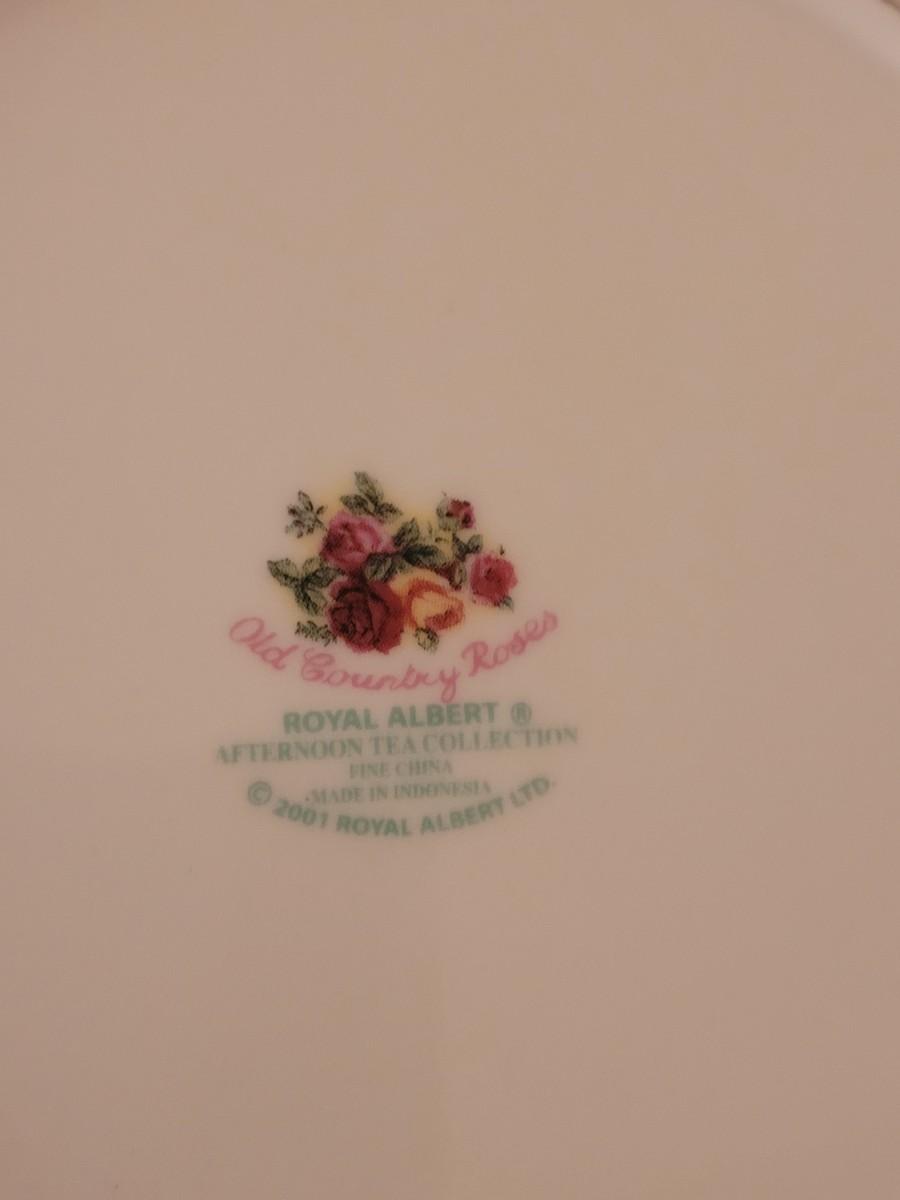 Old Country Roses
ROYAL ALBERT ®
AFTERNOON TEA COLLECTION
FINE CHINA
MADE IN INDONESIA
© 2001 ROYAL ALBERT LTD.